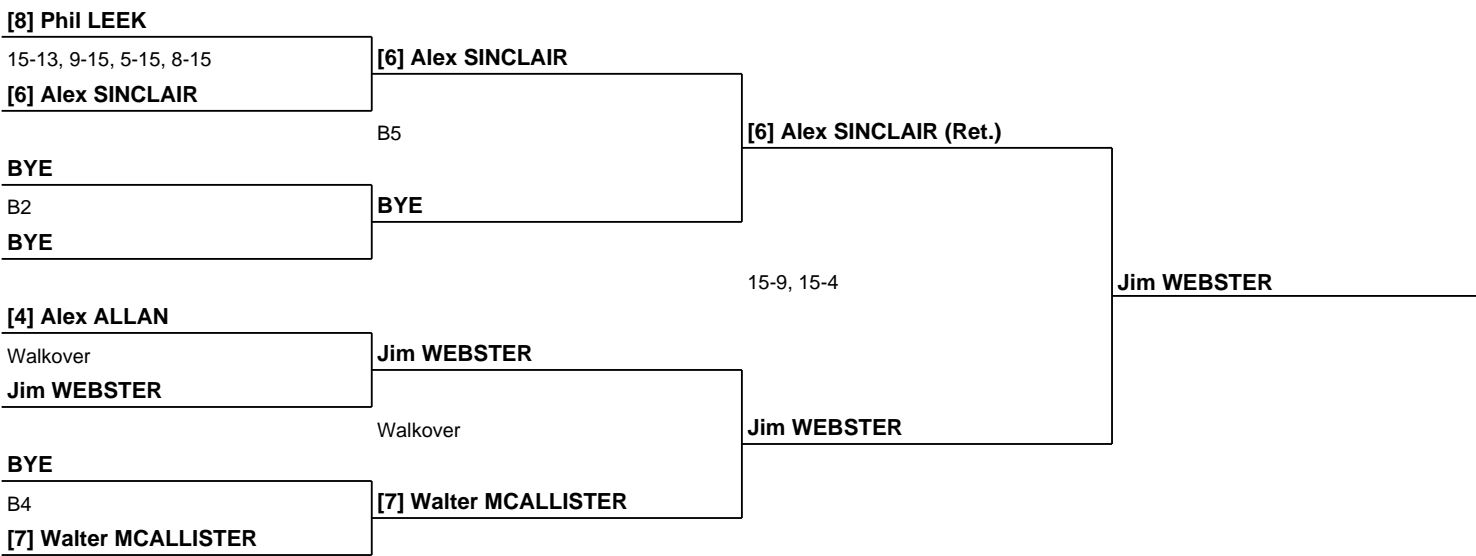 [8] Phil LEEK
15-13, 9-15, 5-15, 8-15
[6] Alex SINCLAIR
[6] Alex SINCLAIR
B5
[6] Alex SINCLAIR (Ret.)
BYE
B2
BYE
BYE
15-9, 15-4
Jim WEBSTER
[4] Alex ALLAN
Walkover
Jim WEBSTER
Jim WEBSTER
Walkover
Jim WEBSTER
BYE
B4
[7] Walter MCALLISTER
[7] Walter MCALLISTER